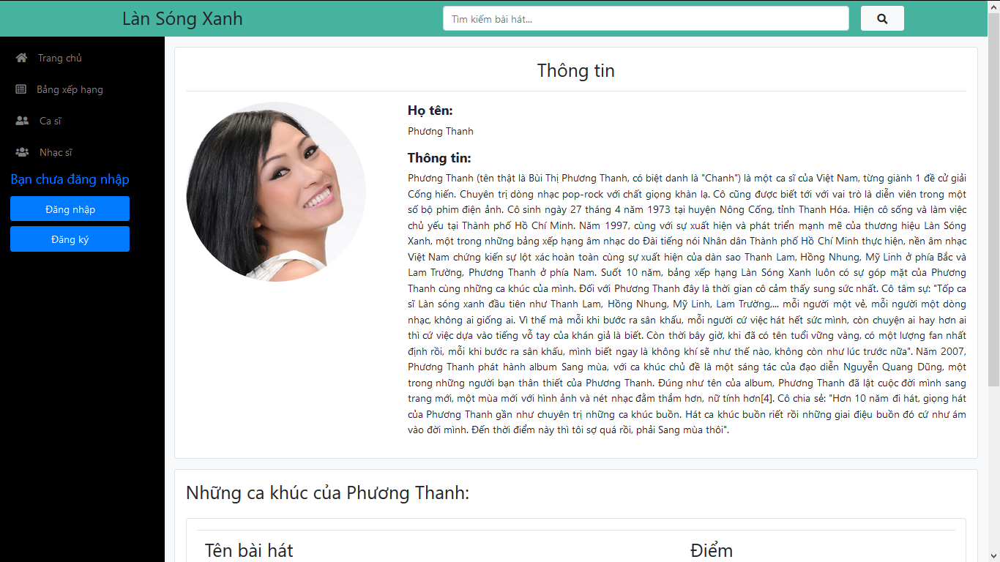 Làn Sóng Xanh
Tìm kiếm bài hát...
Trang chủ
Bảng xếp hạng
Ca sĩ
Nhạc sĩ
Bạn chưa đăng nhập
Đăng nhập
Đăng ký
Thông tin
Họ tên:
Phương Thanh
Thông tin:
Phương Thanh (tên thật là Bùi Thị Phương Thanh, có biệt danh là "Chanh") là một ca sĩ của Việt Nam, từng giành 1 đề cử giải
Cống hiến. Chuyên trị dòng nhạc pop-rock với chất giọng khàn lạ. Cô cũng được biết tới với vai trò là diễn viên trong một
số bộ phim điện ảnh. Cô sinh ngày 27 tháng 4 năm 1973 tại huyện Nông Cống, tỉnh Thanh Hóa. Hiện cô sống và làm việc
chủ yếu tại Thành phố Hồ Chí Minh. Năm 1997, cùng với sự xuất hiện và phát triển mạnh mẽ của thương hiệu Làn Sóng
Xanh, một trong những bảng xếp hạng âm nhạc do Đài tiếng nói Nhân dân Thành phố Hồ Chí Minh thực hiện, nền âm nhạc
Việt Nam chứng kiến sự lột xác hoàn toàn cùng sự xuất hiện của dàn sao Thanh Lam, Hồng Nhung, Mỹ Linh ở phía Bắc và
Lam Trường, Phương Thanh ở phía Nam. Suốt 10 năm, bảng xếp hạng Làn Sóng Xanh luôn có sự góp mặt của Phương
Thanh cùng những ca khúc của mình. Đối với Phương Thanh đây là thời gian cô cảm thấy sung sức nhất. Cô tâm sự: "Tốp ca
sĩ Làn sóng xanh đầu tiên như Thanh Lam, Hồng Nhung, Mỹ Linh, Lam Trường,... mỗi người một vẻ, mỗi người một dòng
nhạc, không ai giống ai. Vì thế mà mỗi khi bước ra sân khấu, mỗi người cứ việc hát hết sức mình, còn chuyện ai hay hơn ai
thì cứ việc dựa vào tiếng vỗ tay của khán giả là biết. Còn thời bây giờ, khi đã có tên tuổi vững vàng, có một lượng fan nhất
định rồi, mỗi khi bước ra sân khấu, mình biết ngay là không khí sẽ như thế nào, không còn như lúc trước nữa". Năm 2007,
Phương Thanh phát hành album Sang mùa, với ca khúc chủ đề là một sáng tác của đạo diễn Nguyễn Quang Dũng, một
trong những người bạn thân thiết của Phương Thanh. Đúng như tên của album, Phương Thanh đã lật cuộc đời mình sang
trang mới, một mùa mới với hình ảnh và nét nhạc đằm thắm hơn, nữ tính hơn[4]. Cô chia sẻ: "Hơn 10 năm đi hát, giọng hát
của Phương Thanh gần như chuyên trị những ca khúc buồn. Hát ca khúc buồn riết rồi những giai điệu buồn đó cứ như ám
vào đời mình. Đến thời điểm này thì tôi sợ quá rồi, phải Sang mùa thôi".
Những ca khúc của Phương Thanh:
Tên bài hát
Điểm